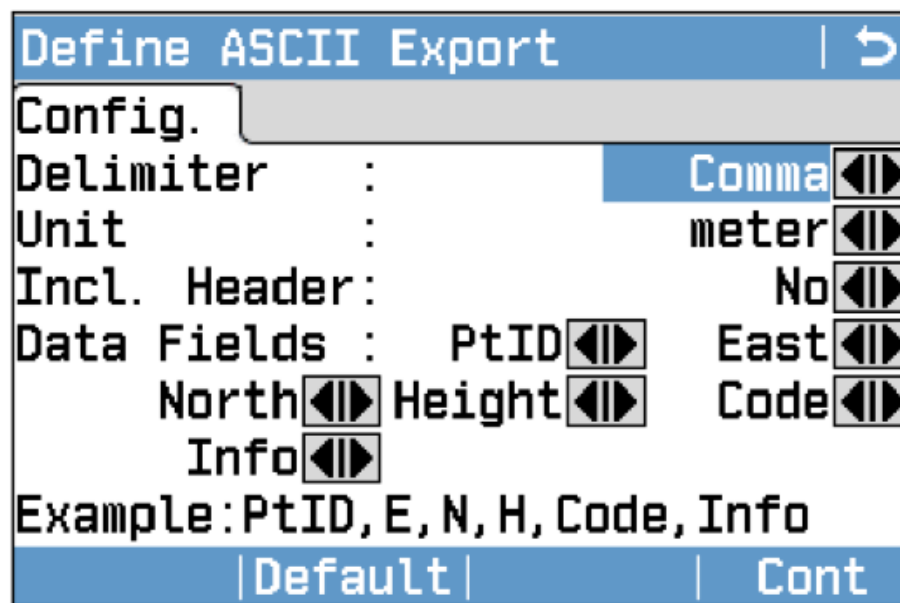 Define ASCII Export
Config.
Delimiter : Comma
Unit : meter
Incl. Header: No
Data Fields : PtID East
North Height Code
Info
Example:PtID,E,N,H,Code,Info
Default Cont